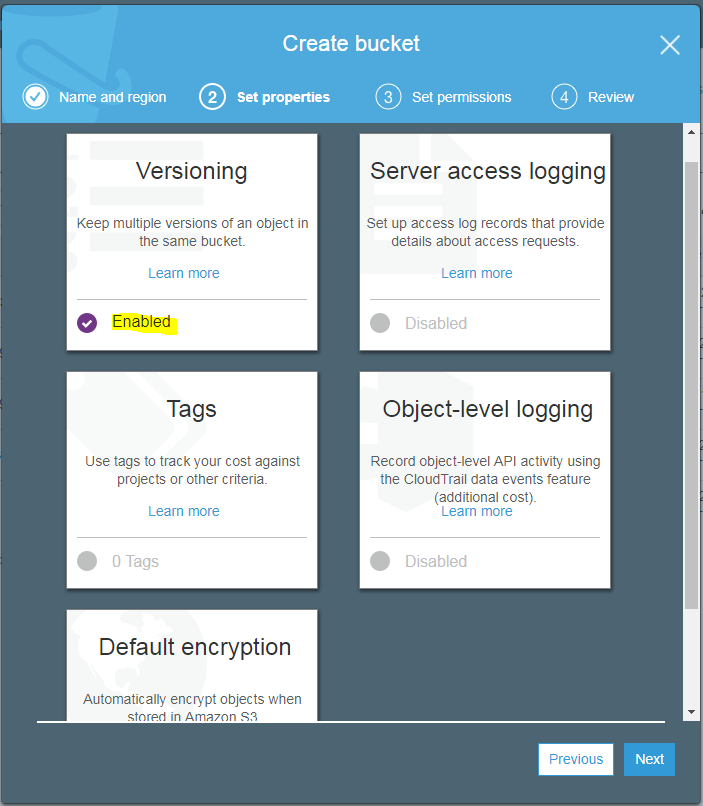 Create bucket
Name and region
2 Set properties
3 Set permissions
4 Review
Versioning
Keep multiple versions of an object in
the same bucket.
Learn more
Enabled
Server access logging
Set up access log records that provide
details about access requests.
Learn more
Disabled
Tags
Use tags to track your cost against
projects or other criteria.
Learn more
0 Tags
Object-level logging
Record object-level API activity using
the CloudTrail data events feature
(additional cost).
Learn more
Disabled
Default encryption
Automatically encrypt objects when
stored in Amazon S3
Previous
Next